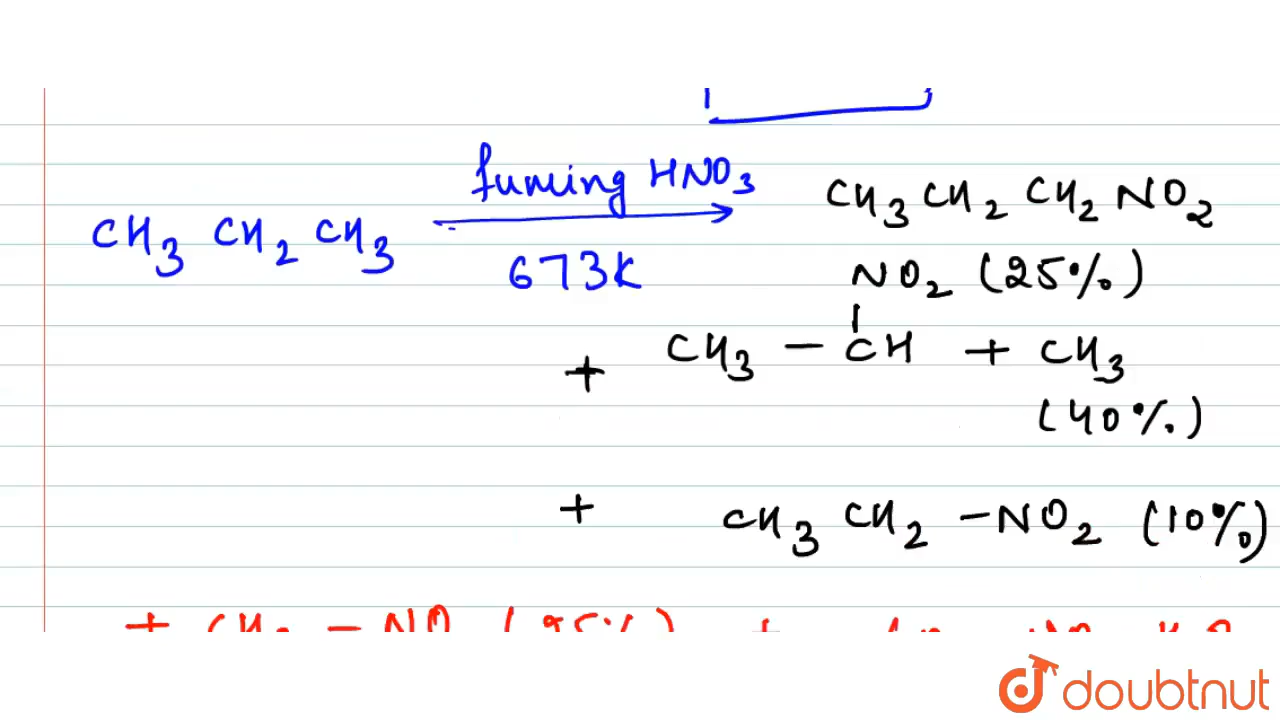 fuming HNO3
CH3 CH2 CH3
673K
CH3 CH2 CH2 NO2
NO2 (25%)
+ CH3 - CH + CH3
(40%)
+ CH3 CH2 - NO2 (10%)
doubtnut